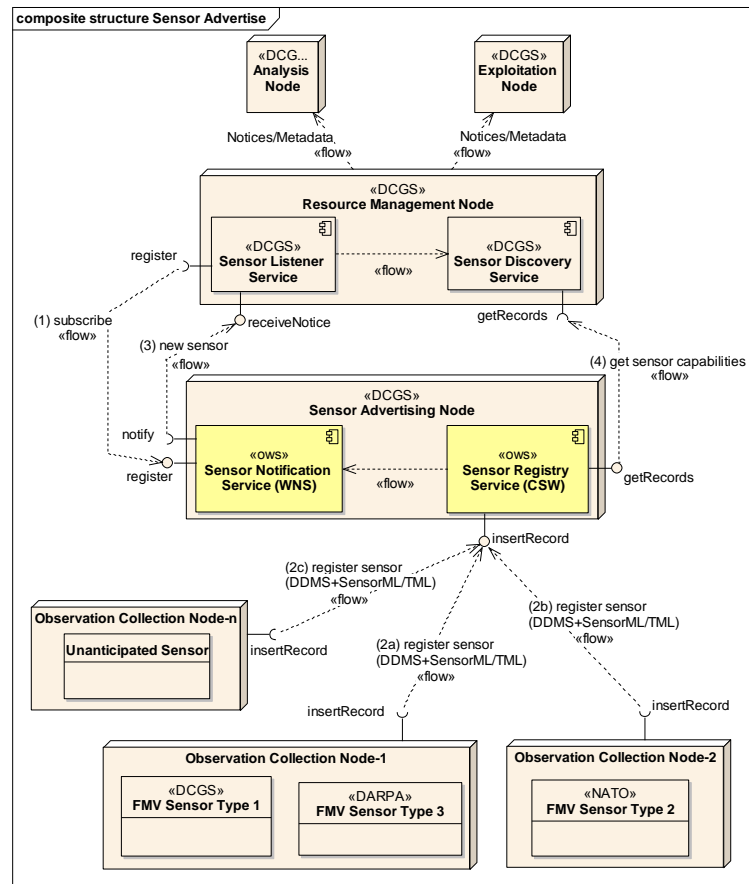 composite structure Sensor Advertise
«DCG...
Analysis
Node
«DCGS»
Exploitation
Node
Notices/Metadata
«flow»
Notices/Metadata
«flow»
«DCGS»
Resource Management Node
register
«DCGS»
Sensor Listener
Service
«flow»
«DCGS»
Sensor Discovery
Service
(1) subscribe
«flow»
receiveNotice
getRecords
(3) new sensor
«flow»
(4) get sensor capabilities
«flow»
«DCGS»
Sensor Advertising Node
notify
register
«ows»
Sensor Notification
Service (WNS)
«flow»
«ows»
Sensor Registry
Service (CSW)
getRecords
insertRecord
(2c) register sensor
(DDMS+SensorML/TML)
«flow»
(2b) register sensor
(DDMS+SensorML/TML)
«flow»
(2a) register sensor
(DDMS+SensorML/TML)
«flow»
Observation Collection Node-n
Unanticipated Sensor
insertRecord
insertRecord
insertRecord
Observation Collection Node-1
«DCGS»
FMV Sensor Type 1
«DARPA»
FMV Sensor Type 3
Observation Collection Node-2
«NATO»
FMV Sensor Type 2